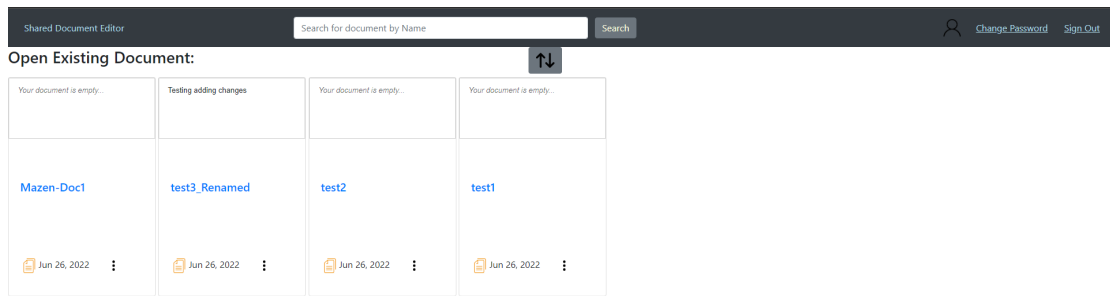 Shared Document Editor
Search for document by Name
Search
Change Password
Sign Out
Open Existing Document:
Your document is empty...
Testing adding changes
Your document is empty...
Your document is empty...
Mazen-Doc1
test3_Renamed
test2
test1
Jun 26, 2022
Jun 26, 2022
Jun 26, 2022
Jun 26, 2022